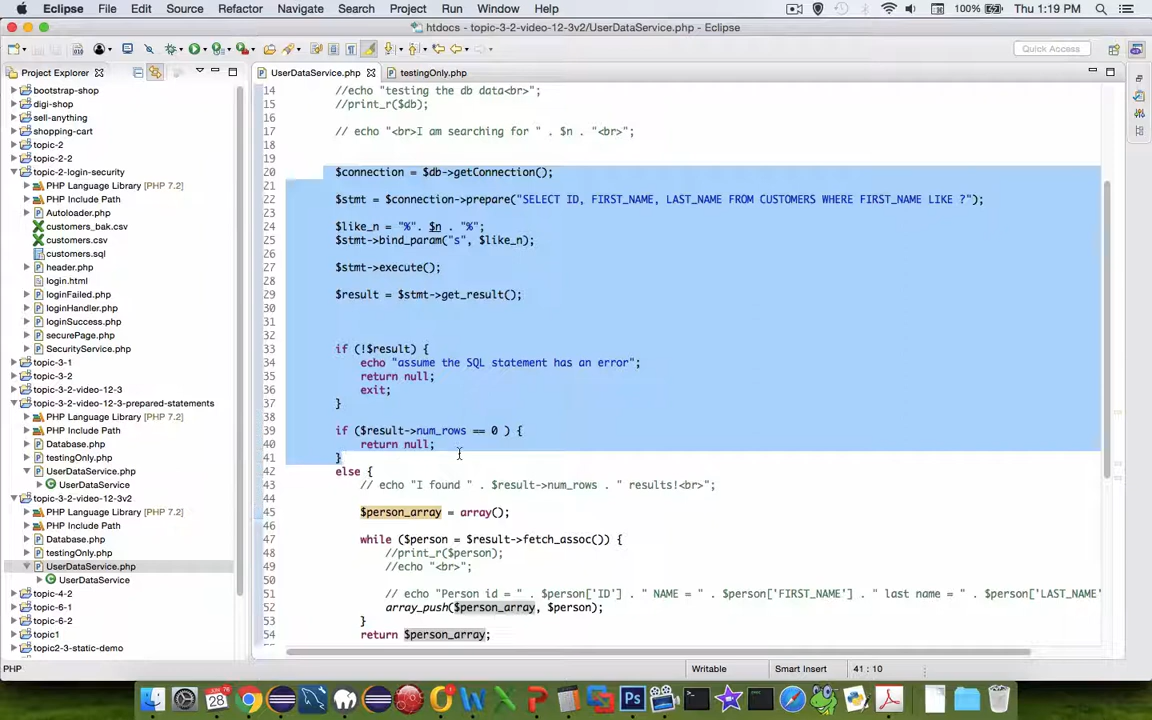 Eclipse File Edit Source Refactor Navigate Search Project Run Window Help 100% Thu 1:19 PM
htdocs - topic-3-2-video-12-3v2/UserDataService.php - Eclipse
Quick Access
Project Explorer
bootstrap-shop
digi-shop
sell-anything
shopping-cart
topic-2
topic-2-2
topic-2-login-security
PHP Language Library [PHP 7.2]
PHP Include Path
Autoloader.php
customers_bak.csv
customers.csv
customers.sql
header.php
login.html
loginFailed.php
loginHandler.php
loginSuccess.php
securePage.php
SecurityService.php
topic-3-1
topic-3-2
topic-3-2-video-12-3
topic-3-2-video-12-3-prepared-statements
PHP Language Library [PHP 7.2]
PHP Include Path
Database.php
testingOnly.php
UserDataService.php
UserDataService
topic-3-2-video-12-3v2
PHP Language Library [PHP 7.2]
PHP Include Path
Database.php
testingOnly.php
UserDataService.php
UserDataService
topic-4-2
topic-6-1
topic-6-2
topic1
topic2-3-static-demo
UserDataService.php testingOnly.php
14 //echo "testing the db data<br>";
15 //print_r($db);
16
17 // echo "<br>I am searching for " . $n . "<br>";
18
19
20 $connection = $db->getConnection();
21
22 $stmt = $connection->prepare("SELECT ID, FIRST_NAME, LAST_NAME FROM CUSTOMERS WHERE FIRST_NAME LIKE ?");
23
24 $like_n = "%". $n . "%";
25 $stmt->bind_param("s", $like_n);
26
27 $stmt->execute();
28
29 $result = $stmt->get_result();
30
31
32
33 if (!$result) {
34 echo "assume the SQL statement has an error";
35 return null;
36 exit;
37 }
38
39 if ($result->num_rows == 0 ) {
40 return null;
41 }
42 else {
43 // echo "I found " . $result->num_rows . " results!<br>";
44
45 $person_array = array();
46
47 while ($person = $result->fetch_assoc()) {
48 //print_r($person);
49 //echo "<br>";
50
51 // echo "Person id = " . $person['ID'] . " NAME = " . $person['FIRST_NAME'] . " last name = " . $person['LAST_NAME'
52 array_push($person_array, $person);
53 }
54 return $person_array;
PHP Writable Smart Insert 41 : 10